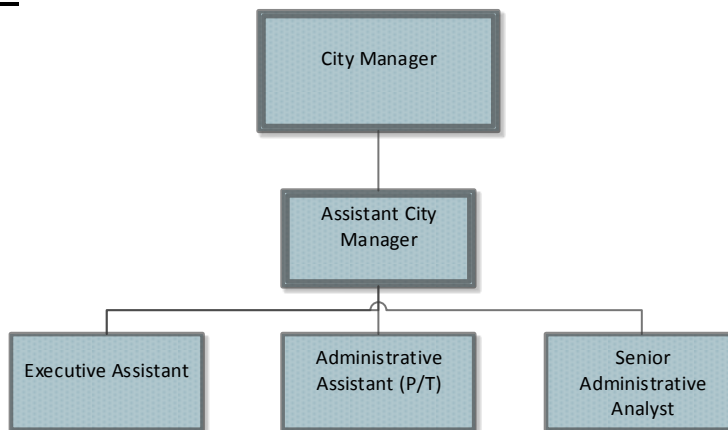 City Manager
Assistant City
Manager
Executive Assistant
Administrative
Assistant (P/T)
Senior
Administrative
Analyst